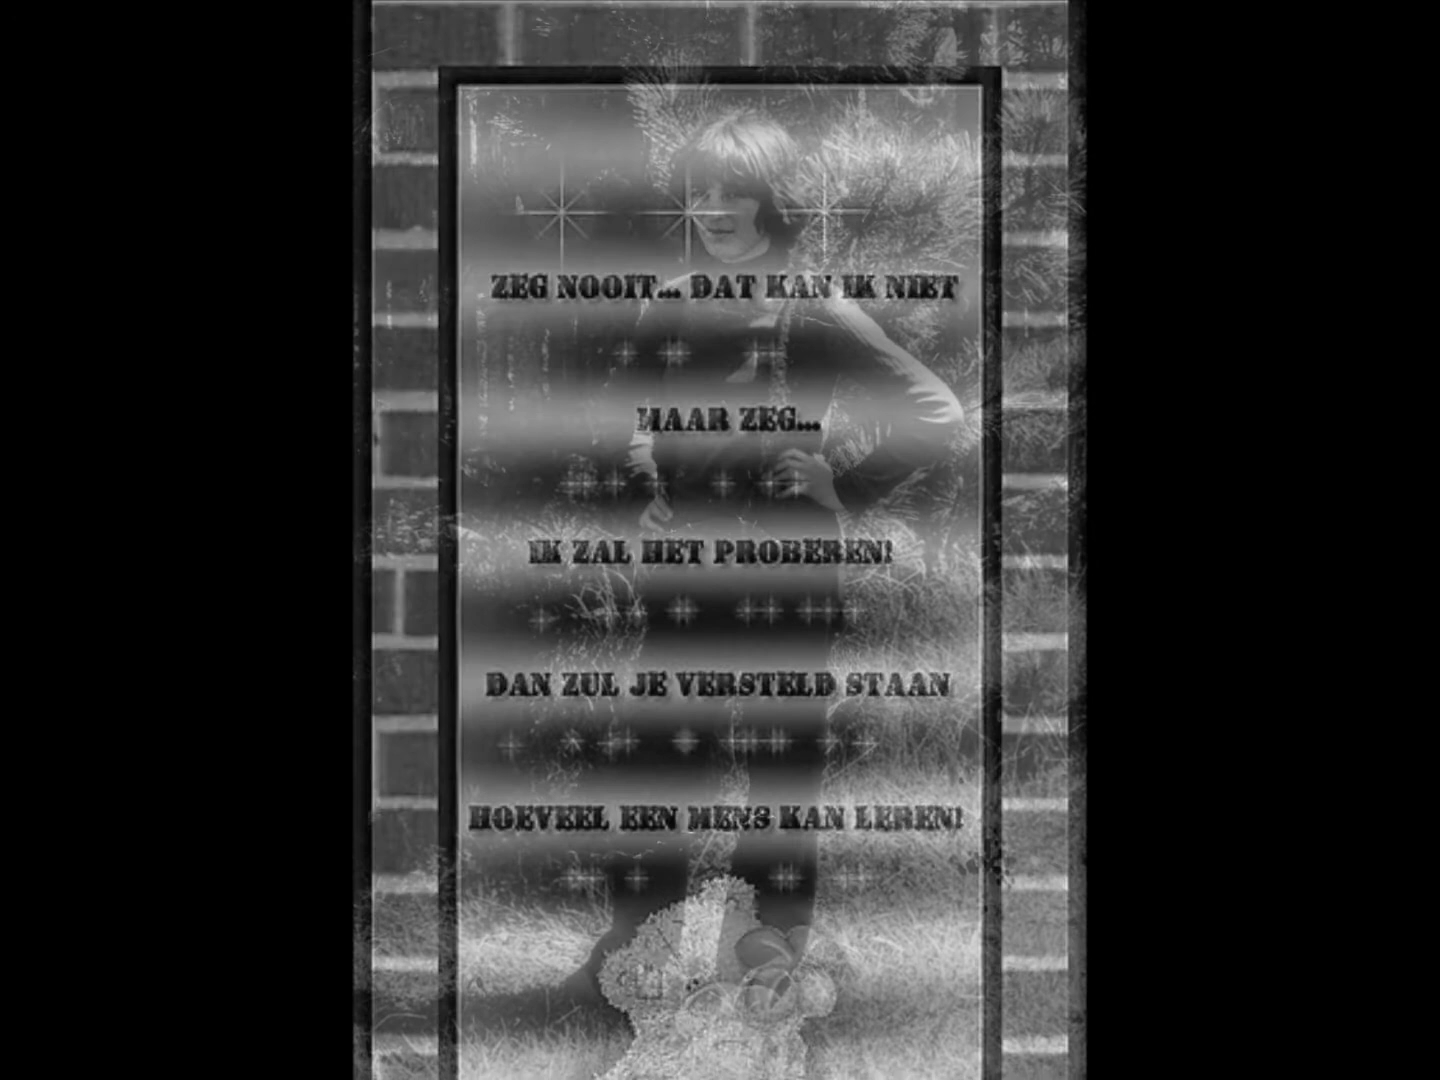 ZEG NOOIT... DAT KAN IK NIET
MAAR ZEG...
IK ZAL HET PROBEREN!
DAN ZUL JE VERSTELD STAAN
HOEVEEL EEN MENS KAN LEREN!